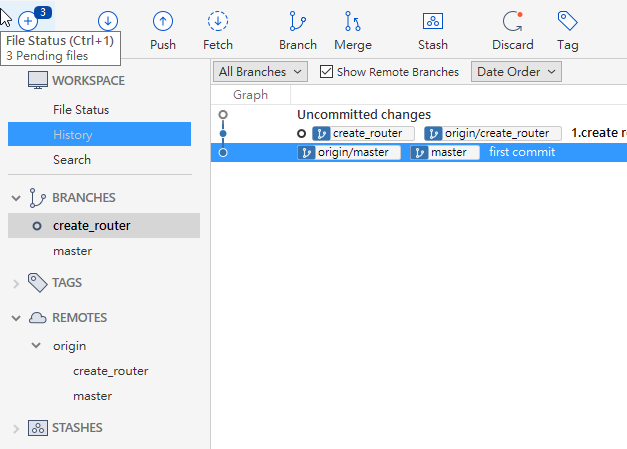 3
File Status (Ctrl+1)
3 Pending files
Push
Fetch
Branch
Merge
Stash
Discard
Tag
WORKSPACE
File Status
History
Search
BRANCHES
create_router
master
TAGS
REMOTES
origin
create_router
master
STASHES
All Branches
Show Remote Branches
Date Order
Graph
Uncommitted changes
create_router origin/create_router 1.create
origin/master master first commit